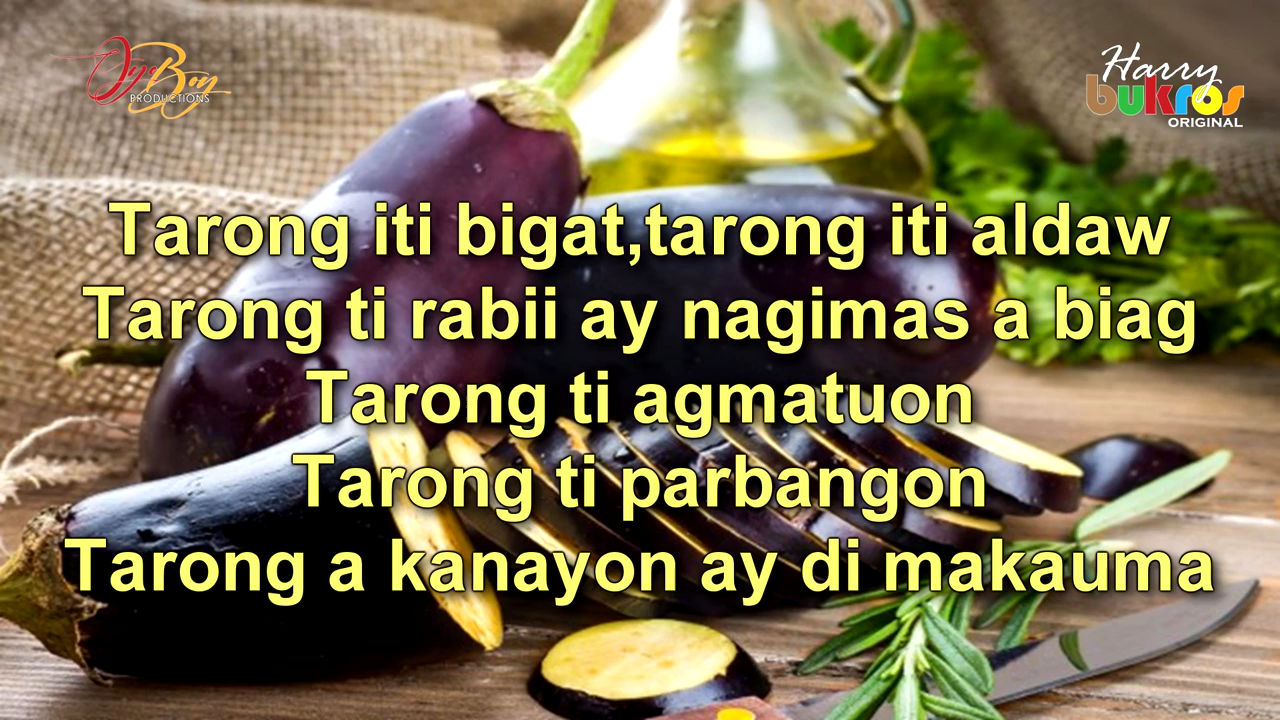 OyoBoy
PRODUCTIONS
Harry
bukros
ORIGINAL
Tarong iti bigat,tarong iti aldaw
Tarong ti rabii ay nagimas a biag
Tarong ti agmatuon
Tarong ti parbangon
Tarong a kanayon ay di makauma